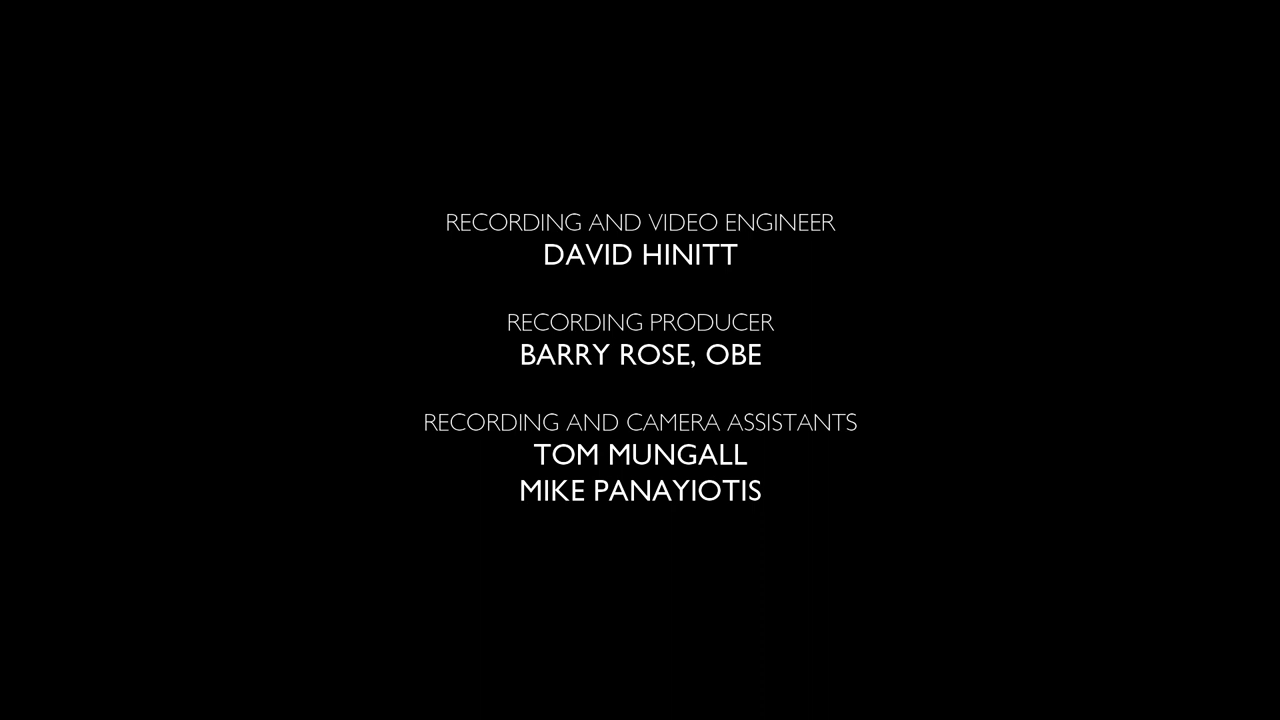 RECORDING AND VIDEO ENGINEER
DAVID HINITT
RECORDING PRODUCER
BARRY ROSE, OBE
RECORDING AND CAMERA ASSISTANTS
TOM MUNGALL
MIKE PANAYIOTIS